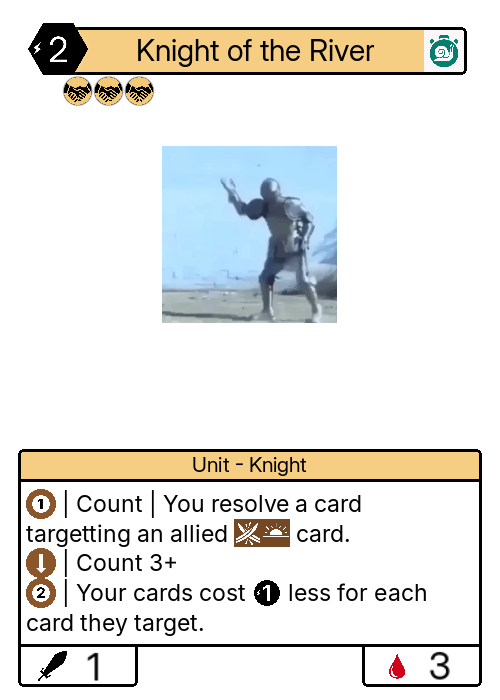 2 Knight of the River
Unit - Knight
1 | Count | You resolve a card
targetting an allied card.
| Count 3+
2 | Your cards cost 1 less for each
card they target.
1 3